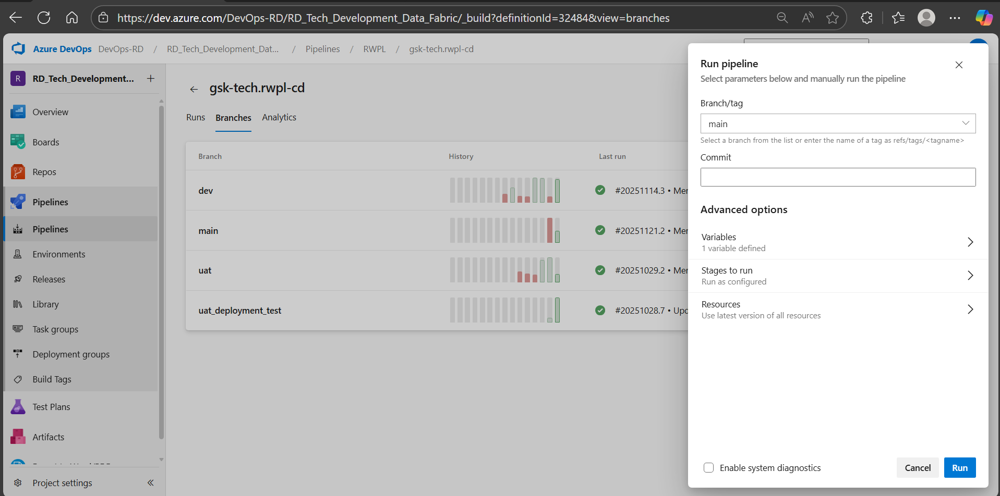 https://dev.azure.com/DevOps-RD/RD_Tech_Development_Data_Fabric/_build?definitionId=32484&view=branches
Azure DevOps DevOps-RD / RD_Tech_Development_Dat... / Pipelines / RWPL / gsk-tech.rwpl-cd
R RD_Tech_Development... +
Overview
Boards
Repos
Pipelines
Pipelines
Environments
Releases
Library
Task groups
Deployment groups
Build Tags
Test Plans
Artifacts
Project settings
gsk-tech.rwpl-cd
Runs Branches Analytics
Branch History Last run
dev #20251114.3 • Mer
main #20251121.2 • Mer
uat #20251029.2 • Mer
uat_deployment_test #20251028.7 • Upd
Run pipeline
Select parameters below and manually run the pipeline
Branch/tag
main
Select a branch from the list or enter the name of a tag as refs/tags/<tagname>
Commit
Advanced options
Variables
1 variable defined
Stages to run
Run as configured
Resources
Use latest version of all resources
Enable system diagnostics
Cancel Run